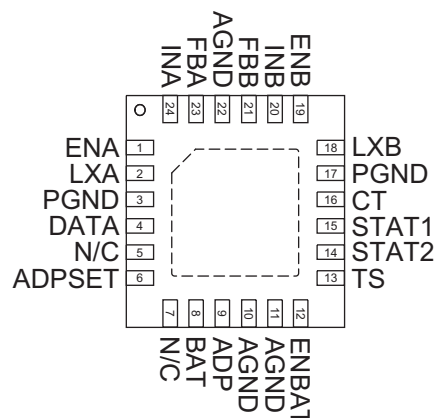 INA FBA AGND FBB INB ENB
24 23 22 21 20 19
ENA 1 18 LXB
LXA 2 17 PGND
PGND 3 16 CT
DATA 4 15 STAT1
N/C 5 14 STAT2
ADPSET 6 13 TS
7 8 9 10 11 12
N/C BAT ADP AGND AGND ENBAT